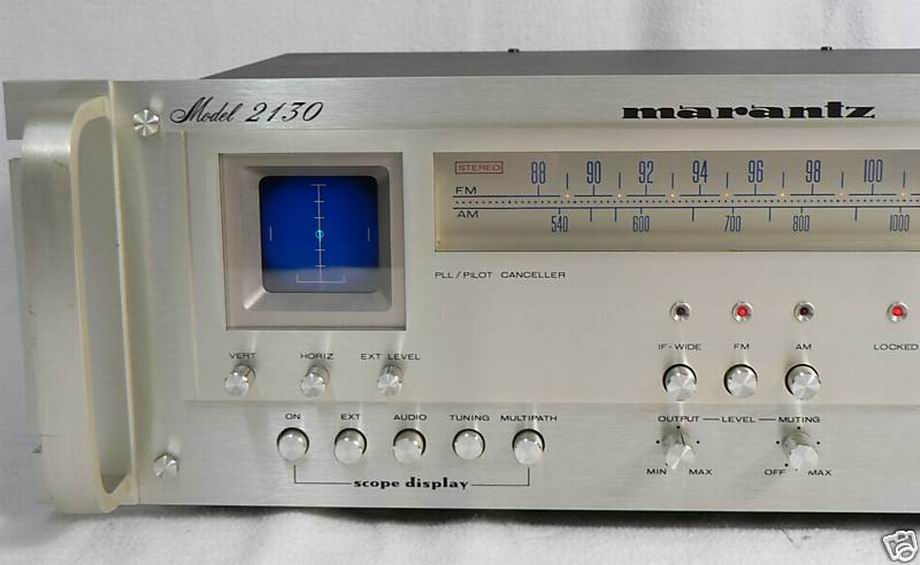 Model 2130
marantz
STEREO
88 90 92 94 96 98 100
FM
AM
540 600 700 800 1000
PLL / PILOT CANCELLER
IF-WIDE FM AM LOCKED
VERT HORIZ EXT LEVEL
ON EXT AUDIO TUNING MULTIPATH
OUTPUT — LEVEL — MUTING
MIN MAX OFF MAX
scope display